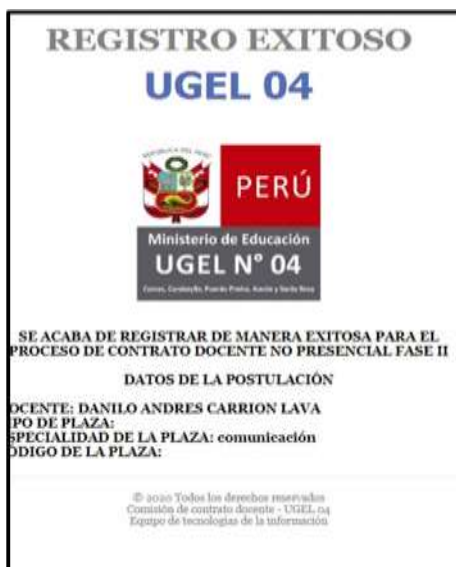 REGISTRO EXITOSO
UGEL 04
REPÚBLICA DEL PERÚ
PERÚ
Ministerio de Educación
UGEL N° 04
Comas, Carabayllo, Puente Piedra, Ancón y Santa Rosa
SE ACABA DE REGISTRAR DE MANERA EXITOSA PARA EL
PROCESO DE CONTRATO DOCENTE NO PRESENCIAL FASE II
DATOS DE LA POSTULACIÓN
OCENTE: DANILO ANDRES CARRION LAVA
IPO DE PLAZA:
SPECIALIDAD DE LA PLAZA: comunicación
ODIGO DE LA PLAZA:
© 2020 Todos los derechos reservados
Comisión de contrato docente - UGEL 04
Equipo de tecnologías de la información